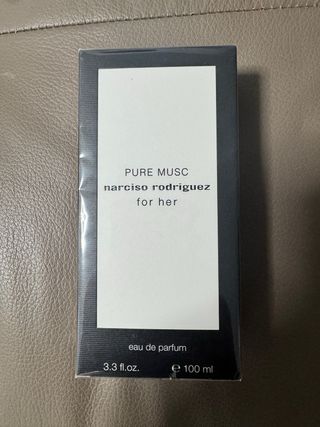 PURE MUSC
narciso rodriguez
for her
eau de parfum
3.3 fl.oz. ℮ 100 ml